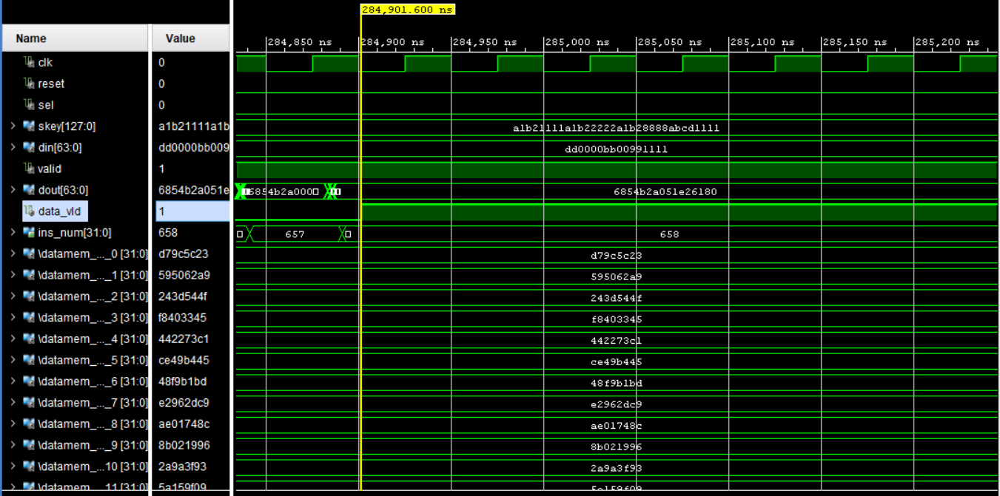 284,901.600 ns
Name Value
284,850 ns 284,900 ns 284,950 ns 285,000 ns 285,050 ns 285,100 ns 285,150 ns 285,200 ns
clk 0
reset 0
sel 0
skey[127:0] a1b21111a1b a1b21111a1b22222a1b28888abcd1111
din[63:0] dd0000bb009 dd0000bb00991111
valid 1
dout[63:0] 6854b2a051e 6854b2a000 6854b2a051e26180
data_vld 1
ins_num[31:0] 658 657 658
\datamem_..._0 [31:0] d79c5c23 d79c5c23
\datamem_..._1 [31:0] 595062a9 595062a9
\datamem_..._2 [31:0] 243d544f 243d544f
\datamem_..._3 [31:0] f8403345 f8403345
\datamem_..._4 [31:0] 442273c1 442273c1
\datamem_..._5 [31:0] ce49b445 ce49b445
\datamem_..._6 [31:0] 48f9b1bd 48f9b1bd
\datamem_..._7 [31:0] e2962dc9 e2962dc9
\datamem_..._8 [31:0] ae01748c ae01748c
\datamem_..._9 [31:0] 8b021996 8b021996
\datamem_...10 [31:0] 2a9a3f93 2a9a3f93
\datamem_...11 [31:0] 5a159f09 5a159f09